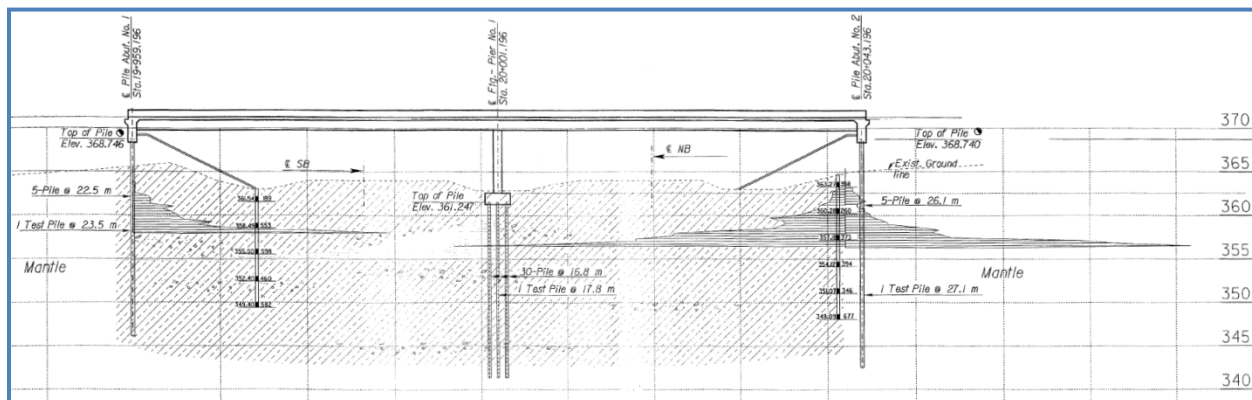 ℄ Pile Abut. No. 1
Sta. 19+959.196
℄ Ftg.- Pier No. 1
Sta. 20+001.196
℄ Pile Abut. No. 2
Sta. 20+043.196
370
Top of Pile
Elev. 368.746
Top of Pile
Elev. 368.740
℄ SB
℄ NB
365
Exist. Ground
line
5-Pile @ 22.5 m
Top of Pile
Elev. 361.247
5-Pile @ 26.1 m
360
1 Test Pile @ 23.5 m
355
Mantle
Mantle
30-Pile @ 16.8 m
1 Test Pile @ 17.8 m
1 Test Pile @ 27.1 m
350
345
340